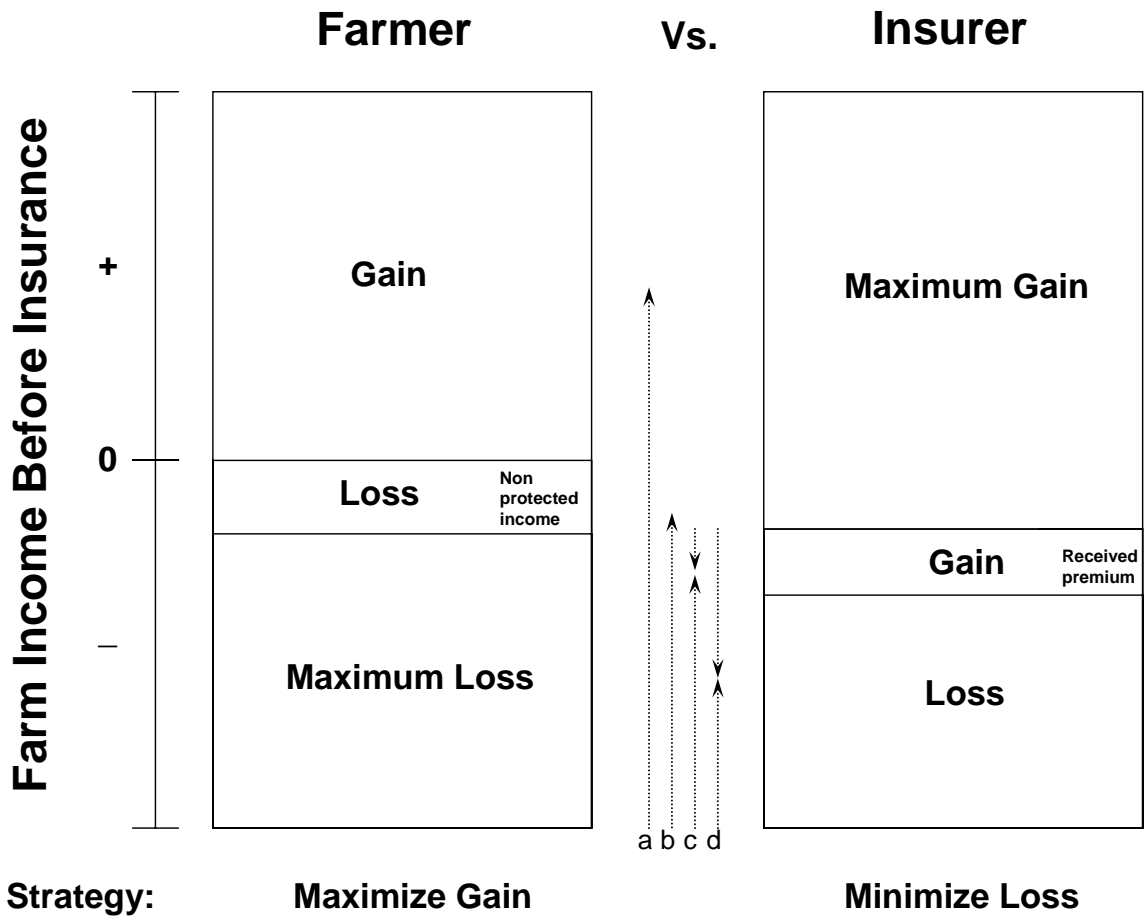 Farmer Vs. Insurer
Farm Income Before Insurance
+
0
–
Gain
Loss
Non
protected
income
Maximum Loss
a b c d
Maximum Gain
Gain
Received
premium
Loss
Strategy: Maximize Gain Minimize Loss